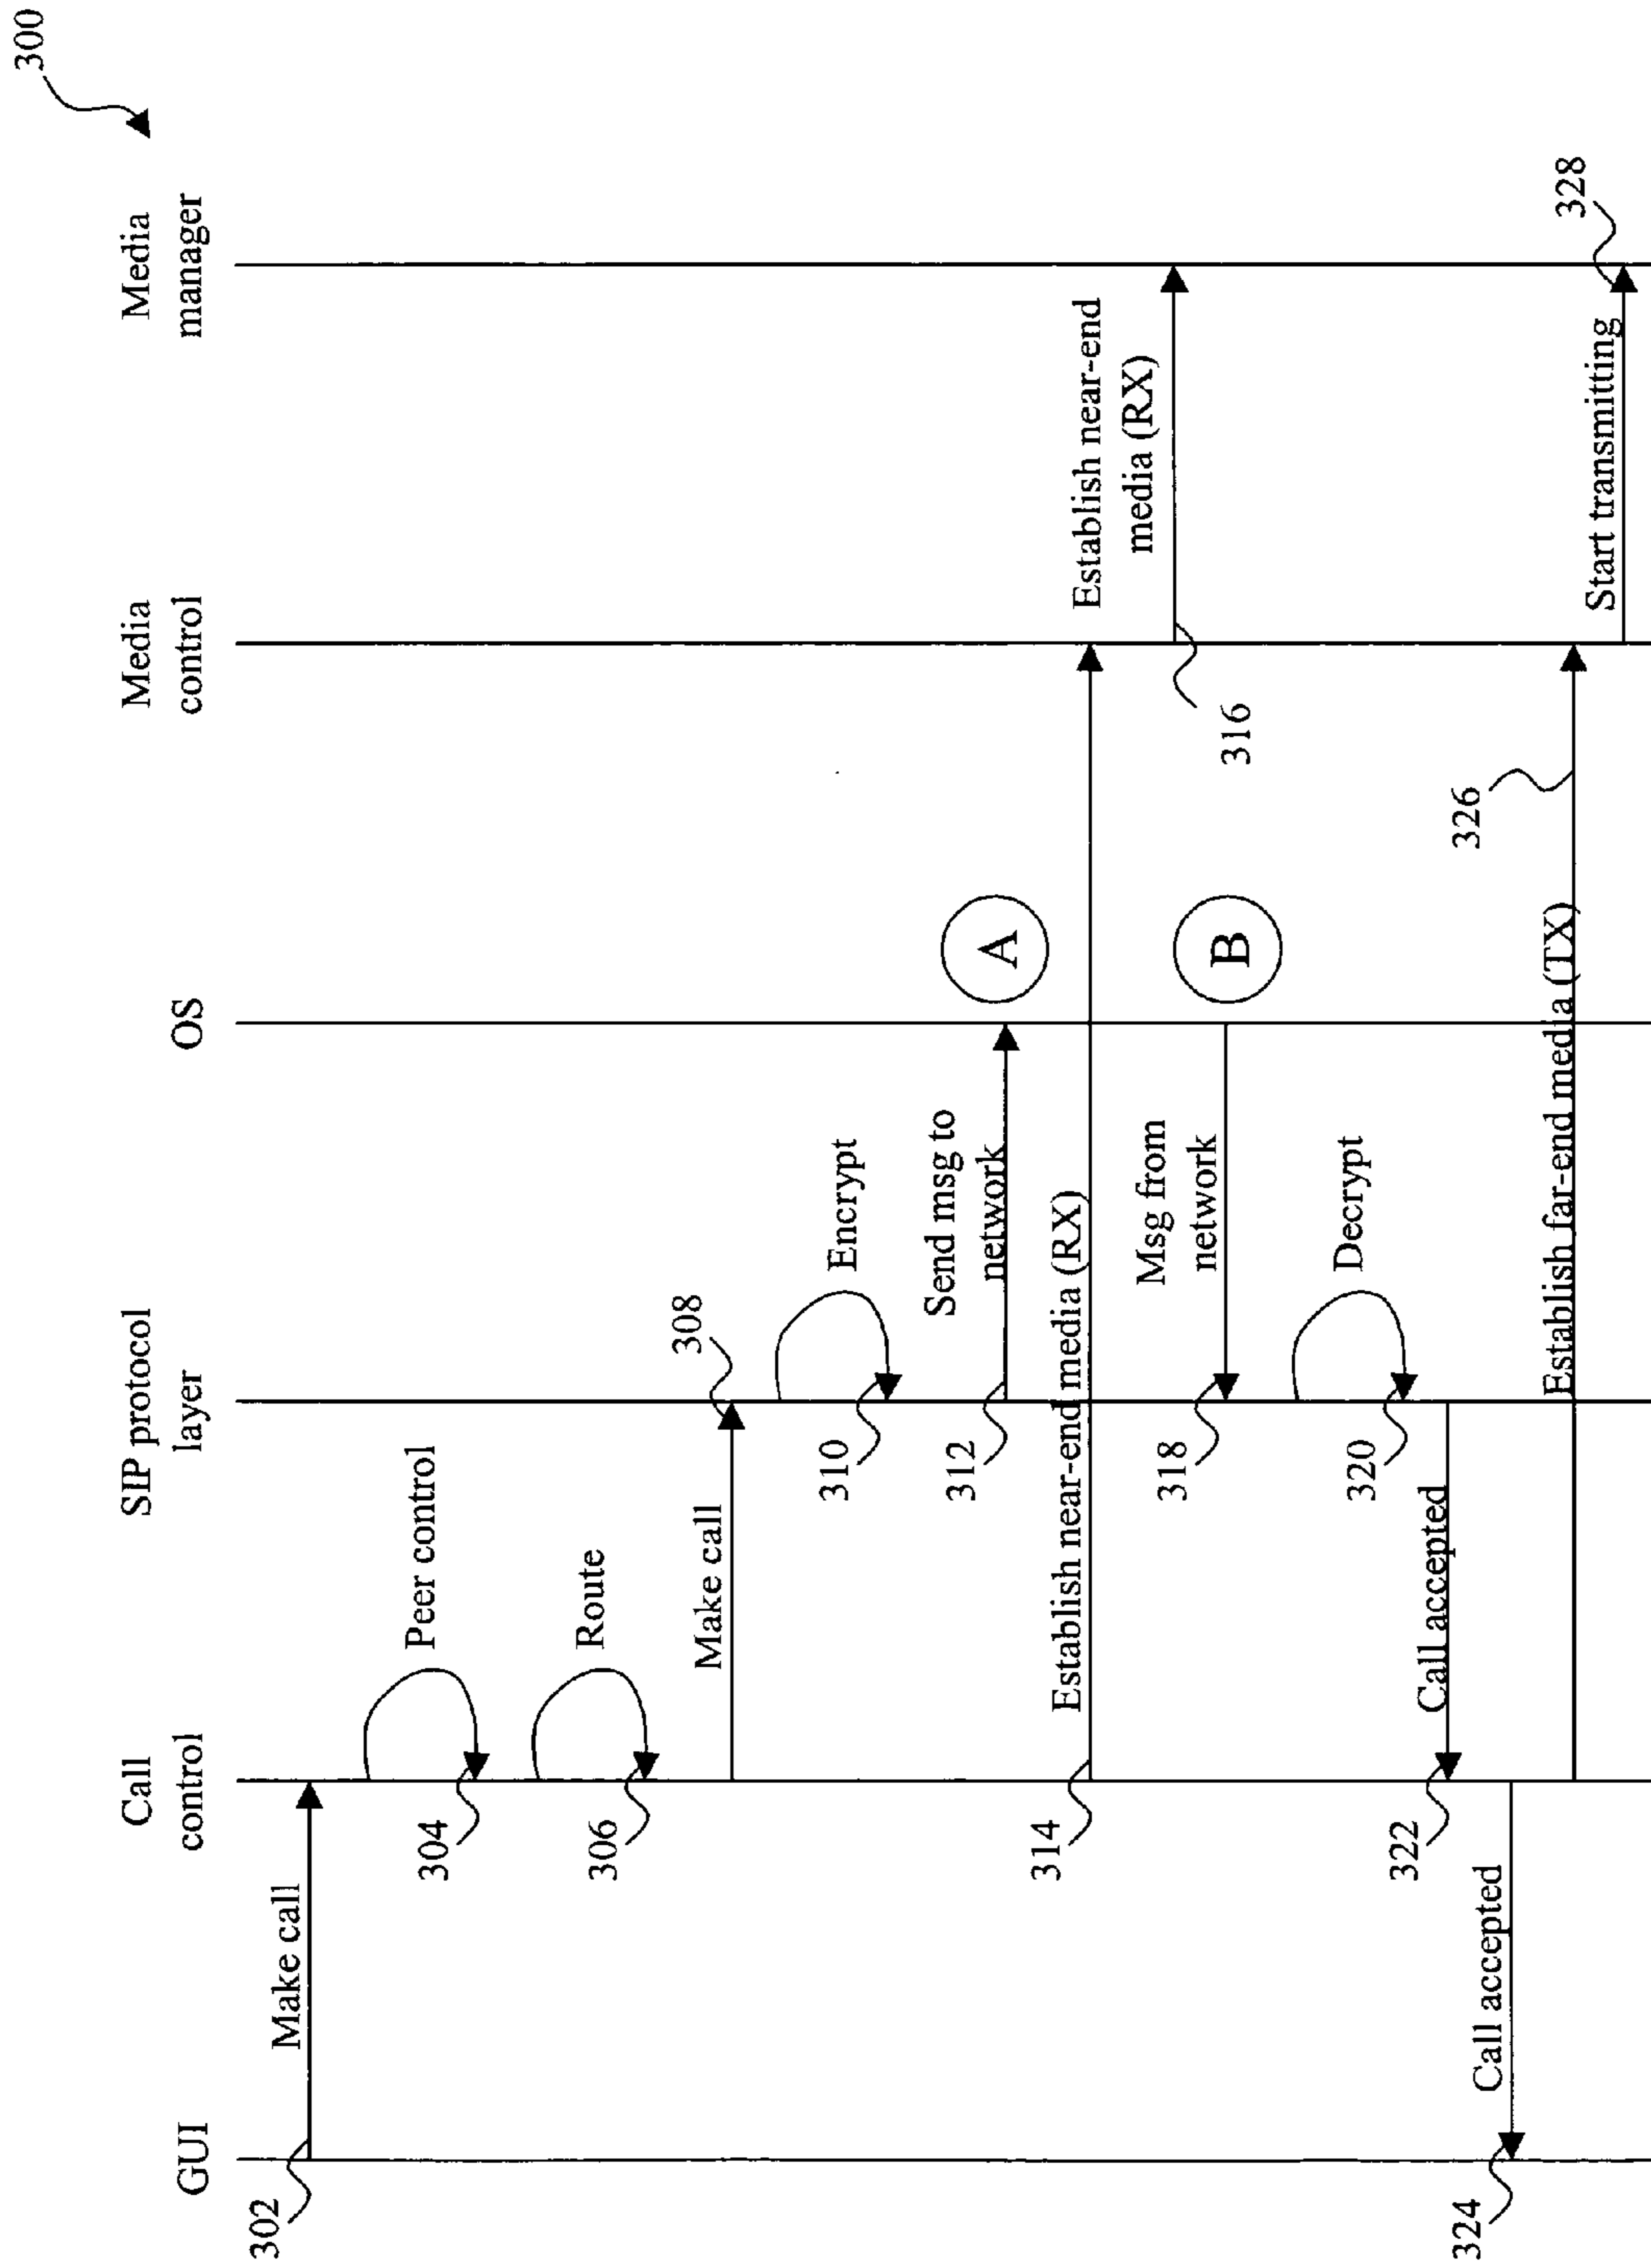 300
GUI
Call
control
SIP protocol
layer
OS
Media
control
Media
manager
302
Make call
Peer control
304
Route
306
Make call
308
Encrypt
310
Send msg to
network
312
A
Establish near-end media (RX)
314
Establish near-end
media (RX)
316
Msg from
network
318
B
Decrypt
320
Call accepted
322
Call accepted
324
Establish far-end media (TX)
326
Start transmitting
328